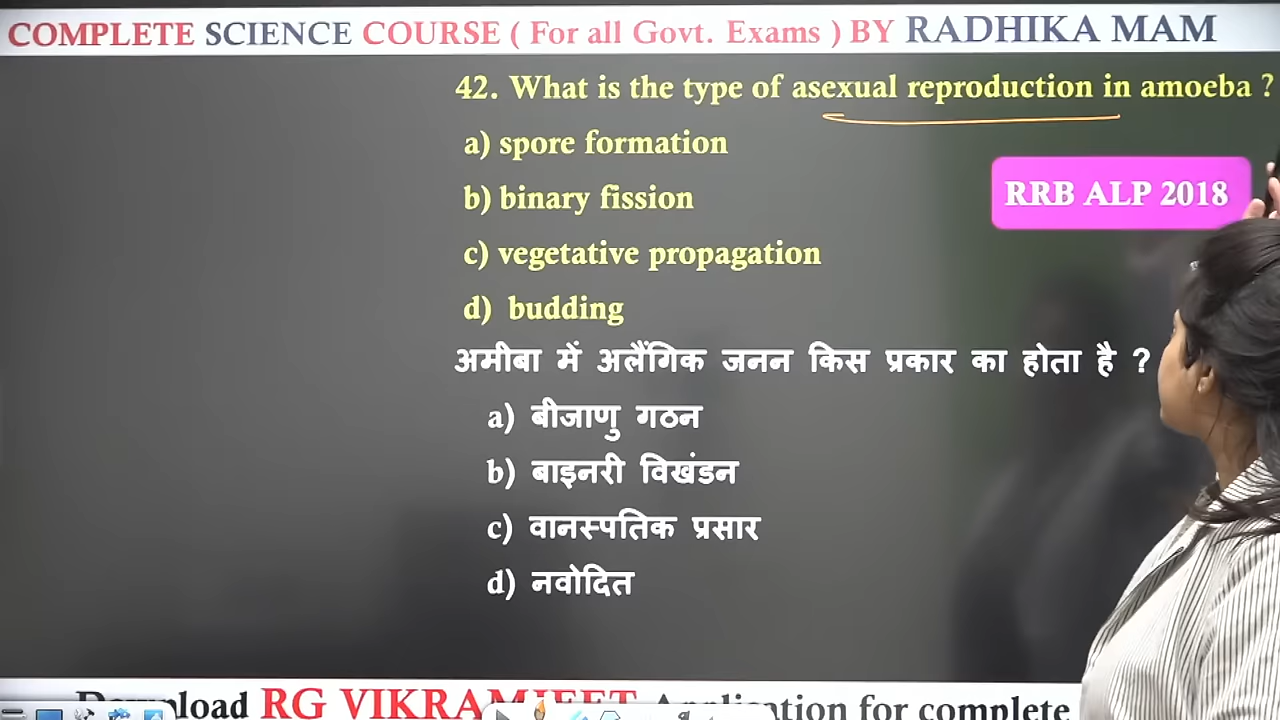 COMPLETE SCIENCE COURSE ( For all Govt. Exams ) BY RADHIKA MAM
42. What is the type of asexual reproduction in amoeba ?
a) spore formation
RRB ALP 2018
b) binary fission
c) vegetative propagation
d) budding
अमीबा में अलैंगिक जनन किस प्रकार का होता है ?
a) बीजाणु गठन
b) बाइनरी विखंडन
c) वानस्पतिक प्रसार
d) नवोदित
Download RG VIKRAMJEET Application for complete